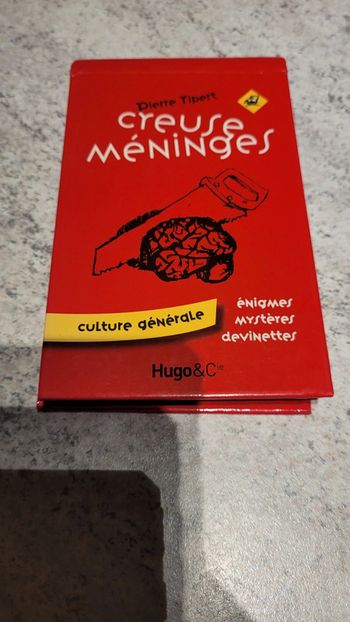 Pierre Tipert
creuse
méninges
culture générale
énigmes
mystères
devinettes
Hugo&Cie